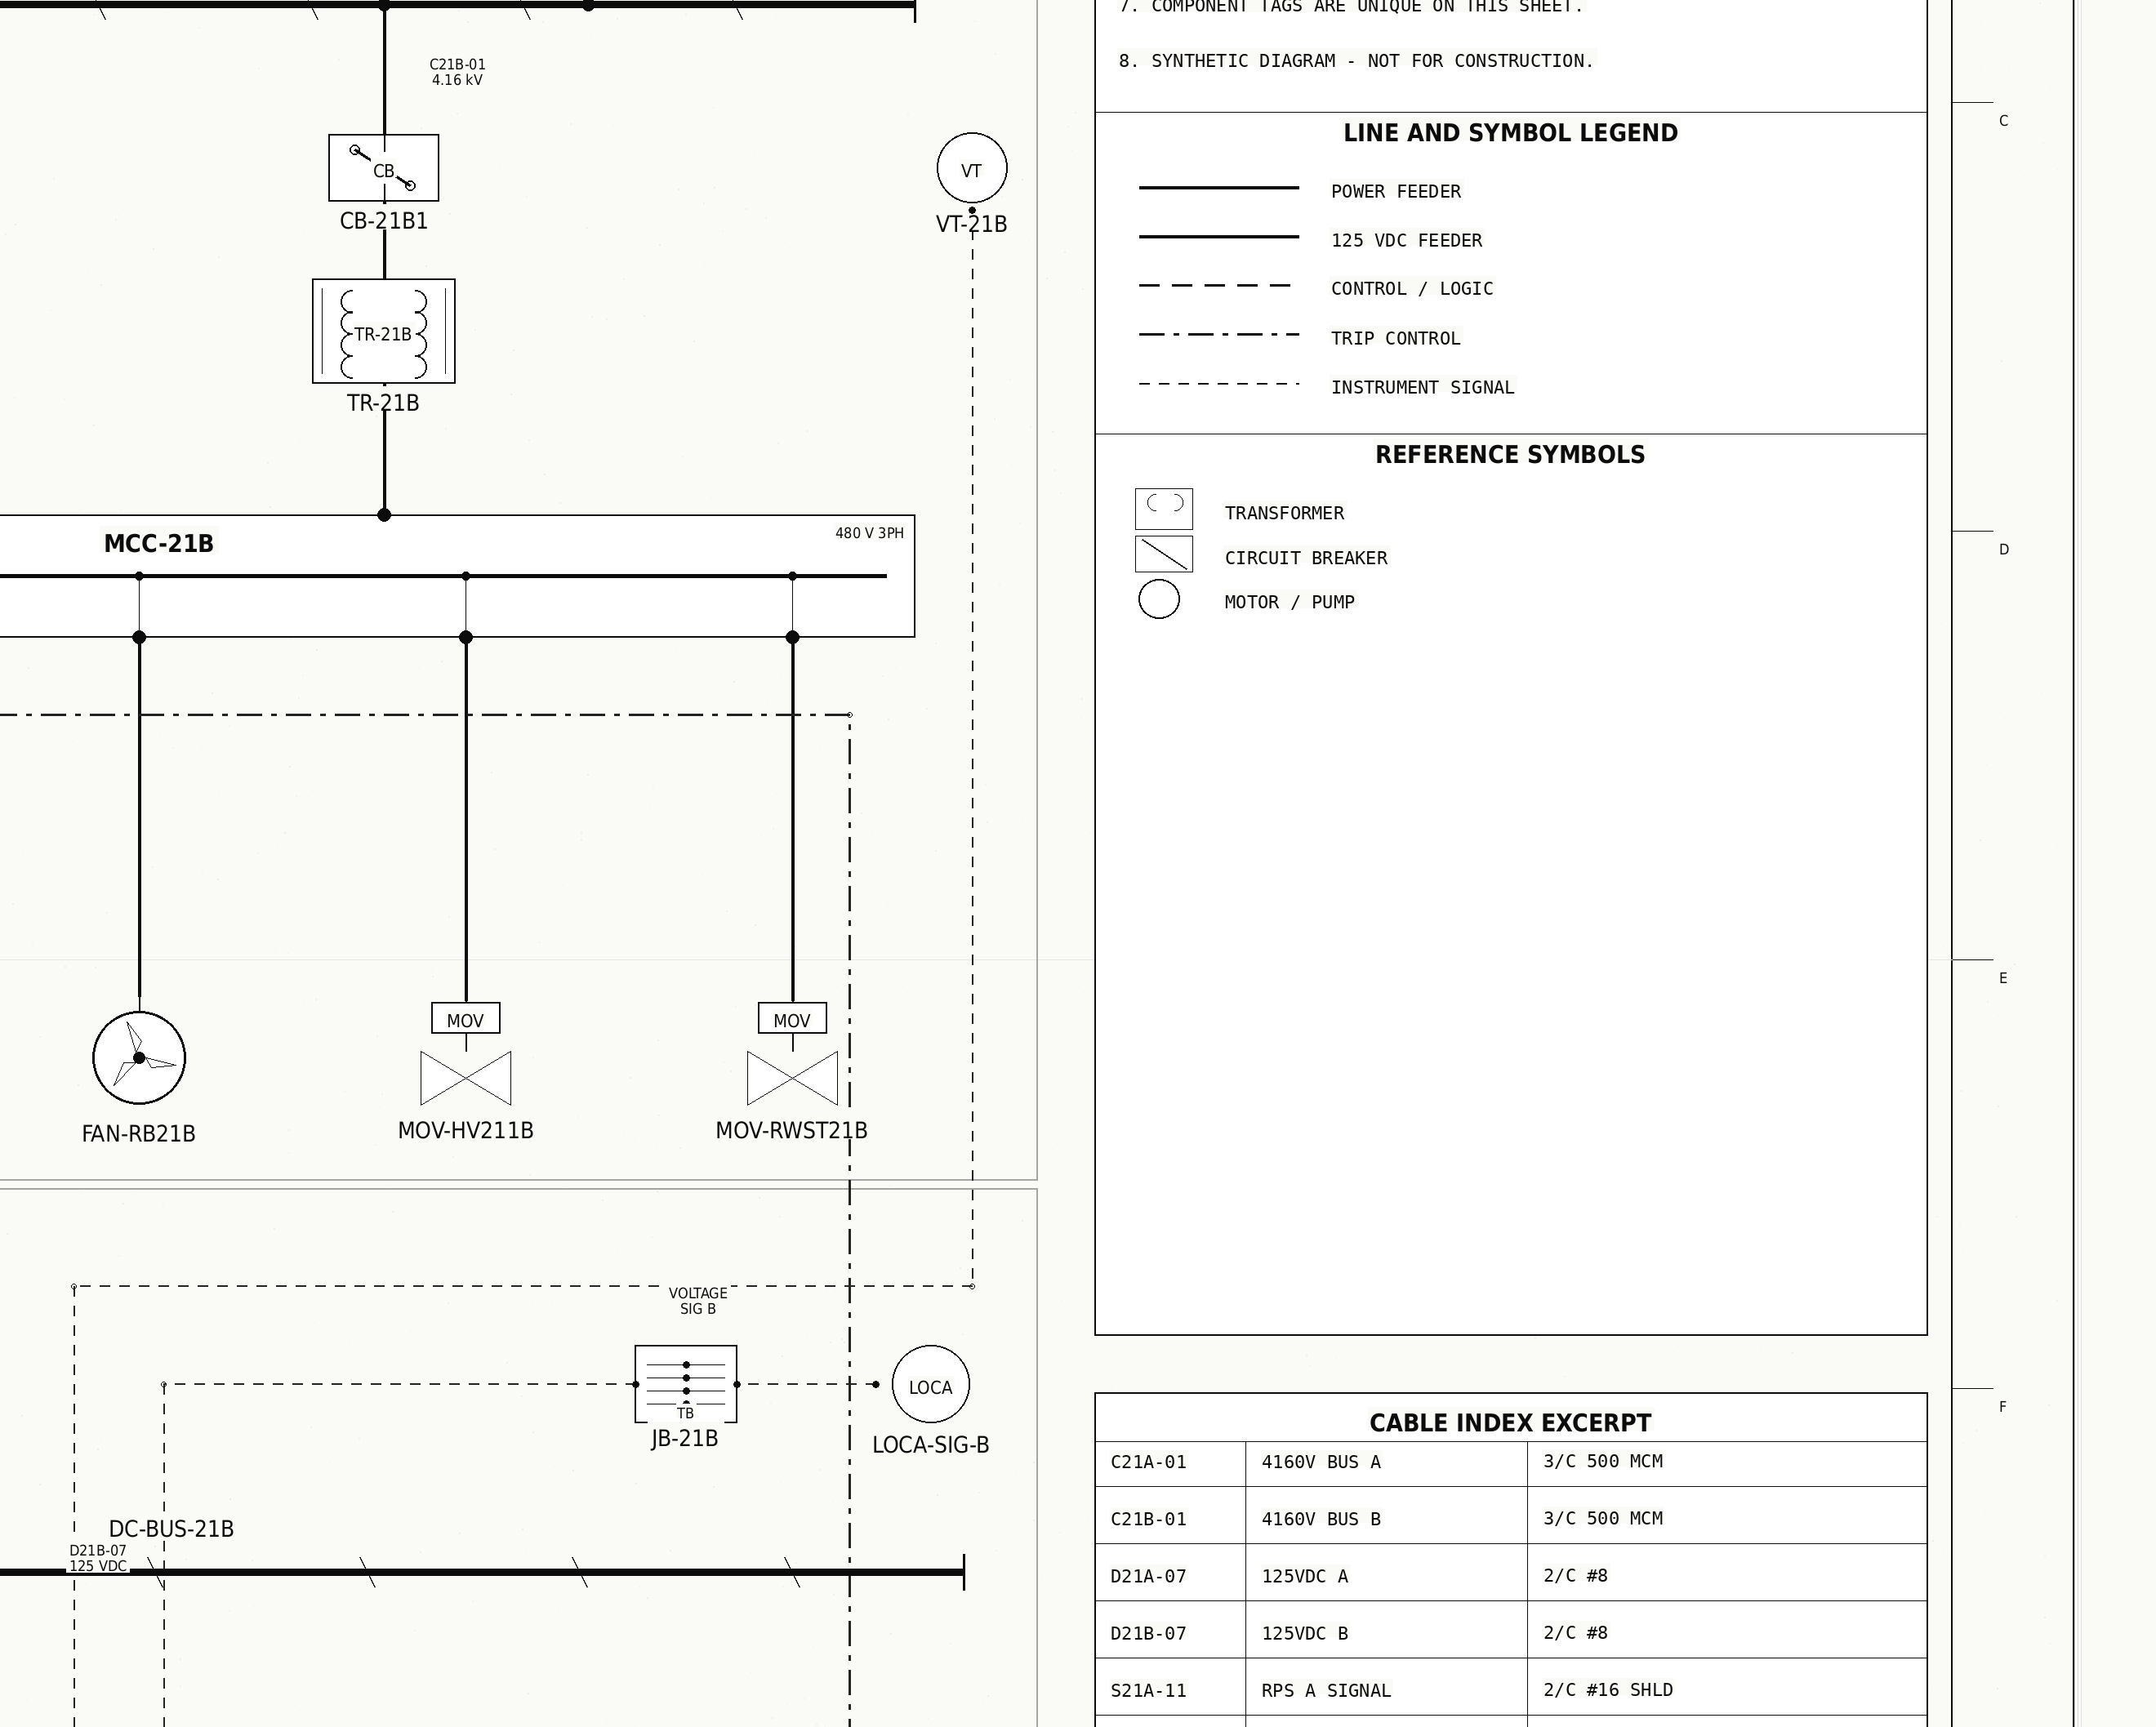 7. COMPONENT TAGS ARE UNIQUE ON THIS SHEET.
8. SYNTHETIC DIAGRAM - NOT FOR CONSTRUCTION.
C21B-01
4.16 kV
CB
CB-21B1
VT
VT-21B
TR-21B
TR-21B
MCC-21B
480 V 3PH
MOV
MOV
FAN-RB21B
MOV-HV211B
MOV-RWST21B
VOLTAGE
SIG B
TB
JB-21B
LOCA
LOCA-SIG-B
DC-BUS-21B
D21B-07
125 VDC
LINE AND SYMBOL LEGEND
POWER FEEDER
125 VDC FEEDER
CONTROL / LOGIC
TRIP CONTROL
INSTRUMENT SIGNAL
REFERENCE SYMBOLS
TRANSFORMER
CIRCUIT BREAKER
MOTOR / PUMP
CABLE INDEX EXCERPT
C21A-01 4160V BUS A 3/C 500 MCM
C21B-01 4160V BUS B 3/C 500 MCM
D21A-07 125VDC A 2/C #8
D21B-07 125VDC B 2/C #8
S21A-11 RPS A SIGNAL 2/C #16 SHLD
C
D
E
F